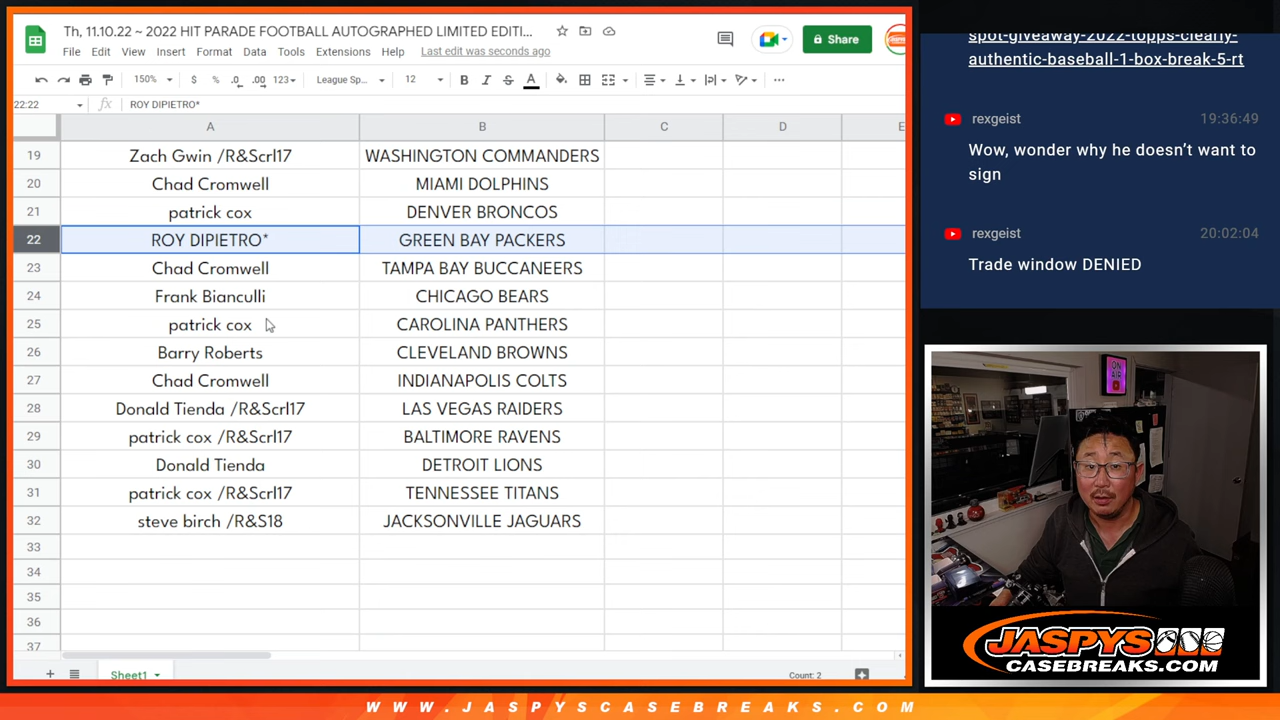 Th, 11.10.22 ~ 2022 HIT PARADE FOOTBALL AUTOGRAPHED LIMITED EDITI...
File Edit View Insert Format Data Tools Extensions Help Last edit was seconds ago
Share
150% $ % .0 .00 123 League Sp... 12 B I A
22:22 fx ROY DIPIETRO*
A B C D E
19 Zach Gwin /R&Scrl17 WASHINGTON COMMANDERS
20 Chad Cromwell MIAMI DOLPHINS
21 patrick cox DENVER BRONCOS
22 ROY DIPIETRO* GREEN BAY PACKERS
23 Chad Cromwell TAMPA BAY BUCCANEERS
24 Frank Bianculli CHICAGO BEARS
25 patrick cox CAROLINA PANTHERS
26 Barry Roberts CLEVELAND BROWNS
27 Chad Cromwell INDIANAPOLIS COLTS
28 Donald Tienda /R&Scrl17 LAS VEGAS RAIDERS
29 patrick cox /R&Scrl17 BALTIMORE RAVENS
30 Donald Tienda DETROIT LIONS
31 patrick cox /R&Scrl17 TENNESSEE TITANS
32 steve birch /R&S18 JACKSONVILLE JAGUARS
33
34
35
36
37
Sheet1
Count: 2
spot-giveaway-2022-topps-clearly-
authentic-baseball-1-box-break-5-rt
rexgeist 19:36:49
Wow, wonder why he doesn't want to
sign
rexgeist 20:02:04
Trade window DENIED
ON
AIR
JASPYS
CASEBREAKS.COM
WWW.JASPYSCASEBREAKS.COM